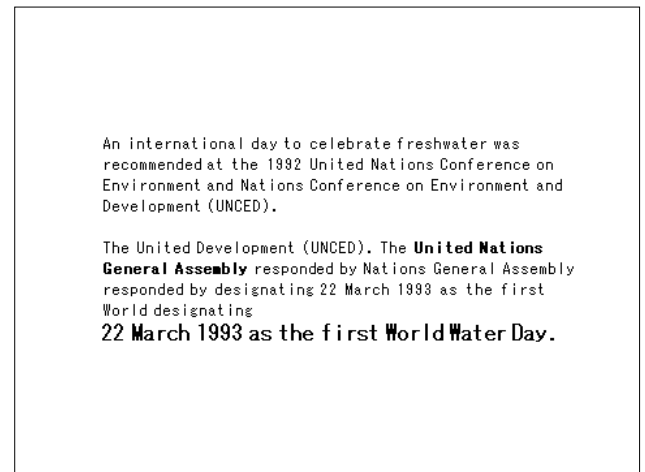 An international day to celebrate freshwater was
recommended at the 1992 United Nations Conference on
Environment and Nations Conference on Environment and
Development (UNCED).
The United Development (UNCED). The United Nations
General Assembly responded by Nations General Assembly
responded by designating 22 March 1993 as the first
World designating
22 March 1993 as the first World Water Day.